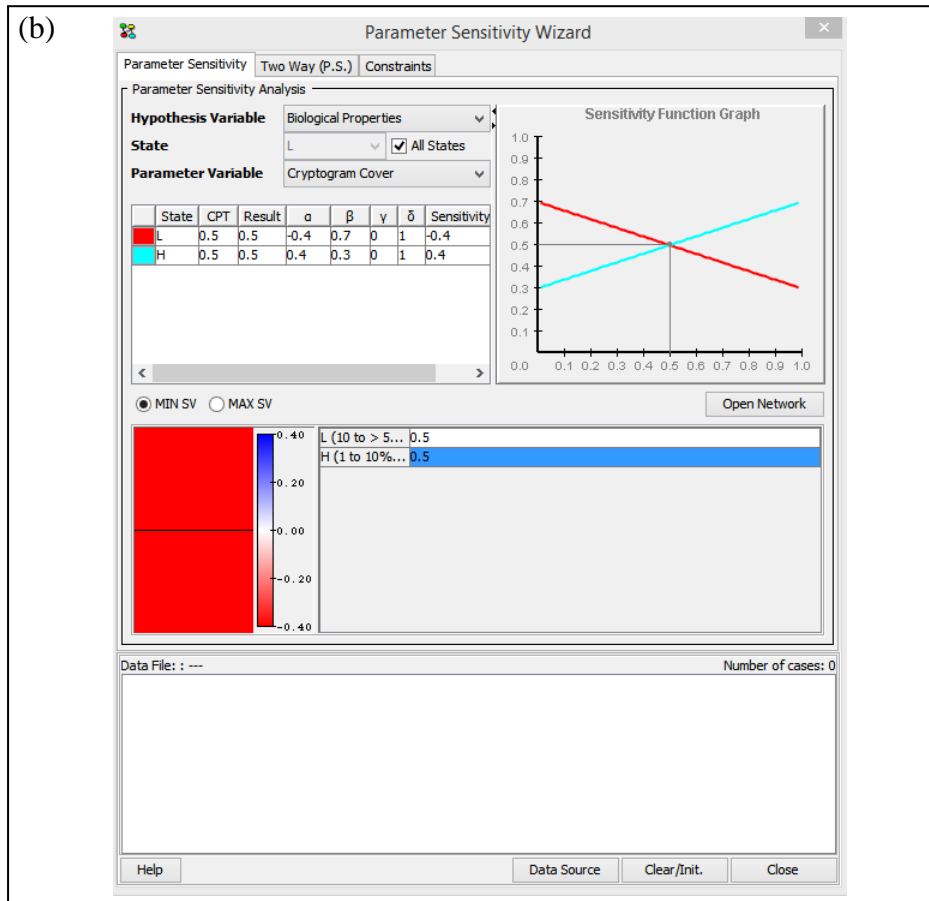 (b)
Parameter Sensitivity Wizard
×
Parameter Sensitivity Two Way (P.S.) Constraints
Parameter Sensitivity Analysis
Hypothesis Variable Biological Properties
State L All States
Parameter Variable Cryptogram Cover
State CPT Result α β γ δ Sensitivity
L 0.5 0.5 -0.4 0.7 0 1 -0.4
H 0.5 0.5 0.4 0.3 0 1 0.4
Sensitivity Function Graph
1.0
0.9
0.8
0.7
0.6
0.5
0.4
0.3
0.2
0.1
0.0 0.1 0.2 0.3 0.4 0.5 0.6 0.7 0.8 0.9 1.0
MIN SV MAX SV
Open Network
0.40
0.20
0.00
-0.20
-0.40
L (10 to > 5... 0.5
H (1 to 10%... 0.5
Data File: : --- Number of cases: 0
Help Data Source Clear/Init. Close